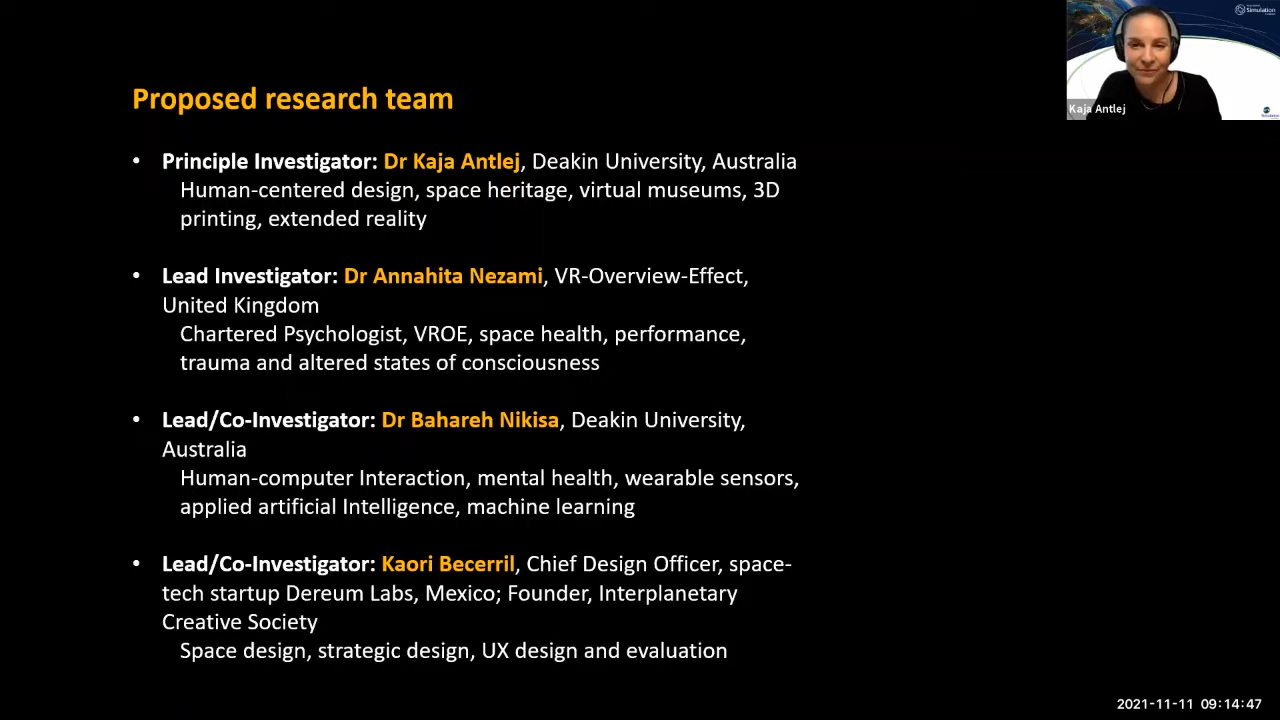 Simulation
Kaja Antlej
Proposed research team
• Principle Investigator: Dr Kaja Antlej, Deakin University, Australia
Human-centered design, space heritage, virtual museums, 3D
printing, extended reality
• Lead Investigator: Dr Annahita Nezami, VR-Overview-Effect,
United Kingdom
Chartered Psychologist, VROE, space health, performance,
trauma and altered states of consciousness
• Lead/Co-Investigator: Dr Bahareh Nikisa, Deakin University,
Australia
Human-computer Interaction, mental health, wearable sensors,
applied artificial Intelligence, machine learning
• Lead/Co-Investigator: Kaori Becerril, Chief Design Officer, space-
tech startup Dereum Labs, Mexico; Founder, Interplanetary
Creative Society
Space design, strategic design, UX design and evaluation
2021-11-11 09:14:47